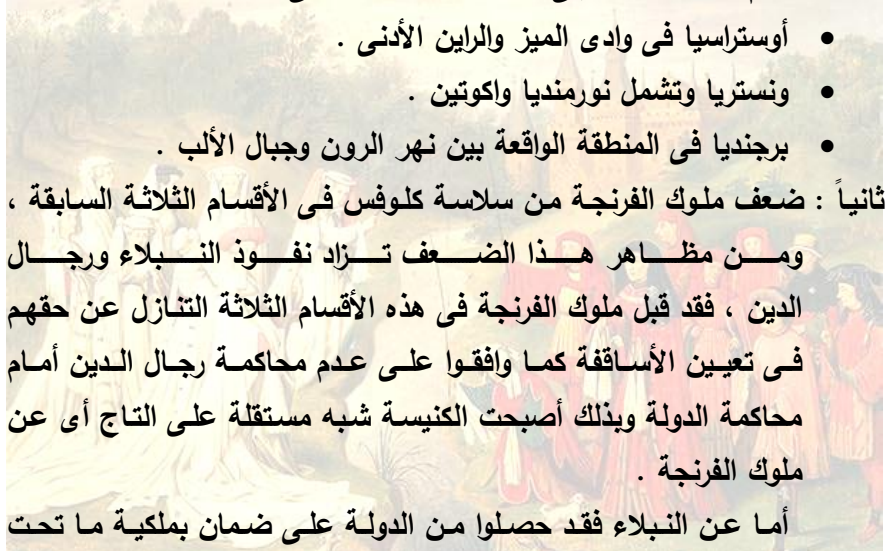 • أوستراسيا فى وادى الميز والراين الأدنى .
• ونستريا وتشمل نورمنديا واكوتين .
• برجنديا فى المنطقة الواقعة بين نهر الرون وجبال الألب .
ثانياً : ضعف ملوك الفرنجة من سلاسة كلوفس فى الأقسام الثلاثة السابقة ،
ومن مظاهر هذا الضعف تزاد نفوذ النبلاء ورجال
الدين ، فقد قبل ملوك الفرنجة فى هذه الأقسام الثلاثة التنازل عن حقهم
فى تعيين الأساقفة كما وافقوا على عدم محاكمة رجال الدين أمام
محاكمة الدولة وبذلك أصبحت الكنيسة شبه مستقلة على التاج أى عن
ملوك الفرنجة .
أما عن النبلاء فقد حصلوا من الدولة على ضمان بملكية ما تحت